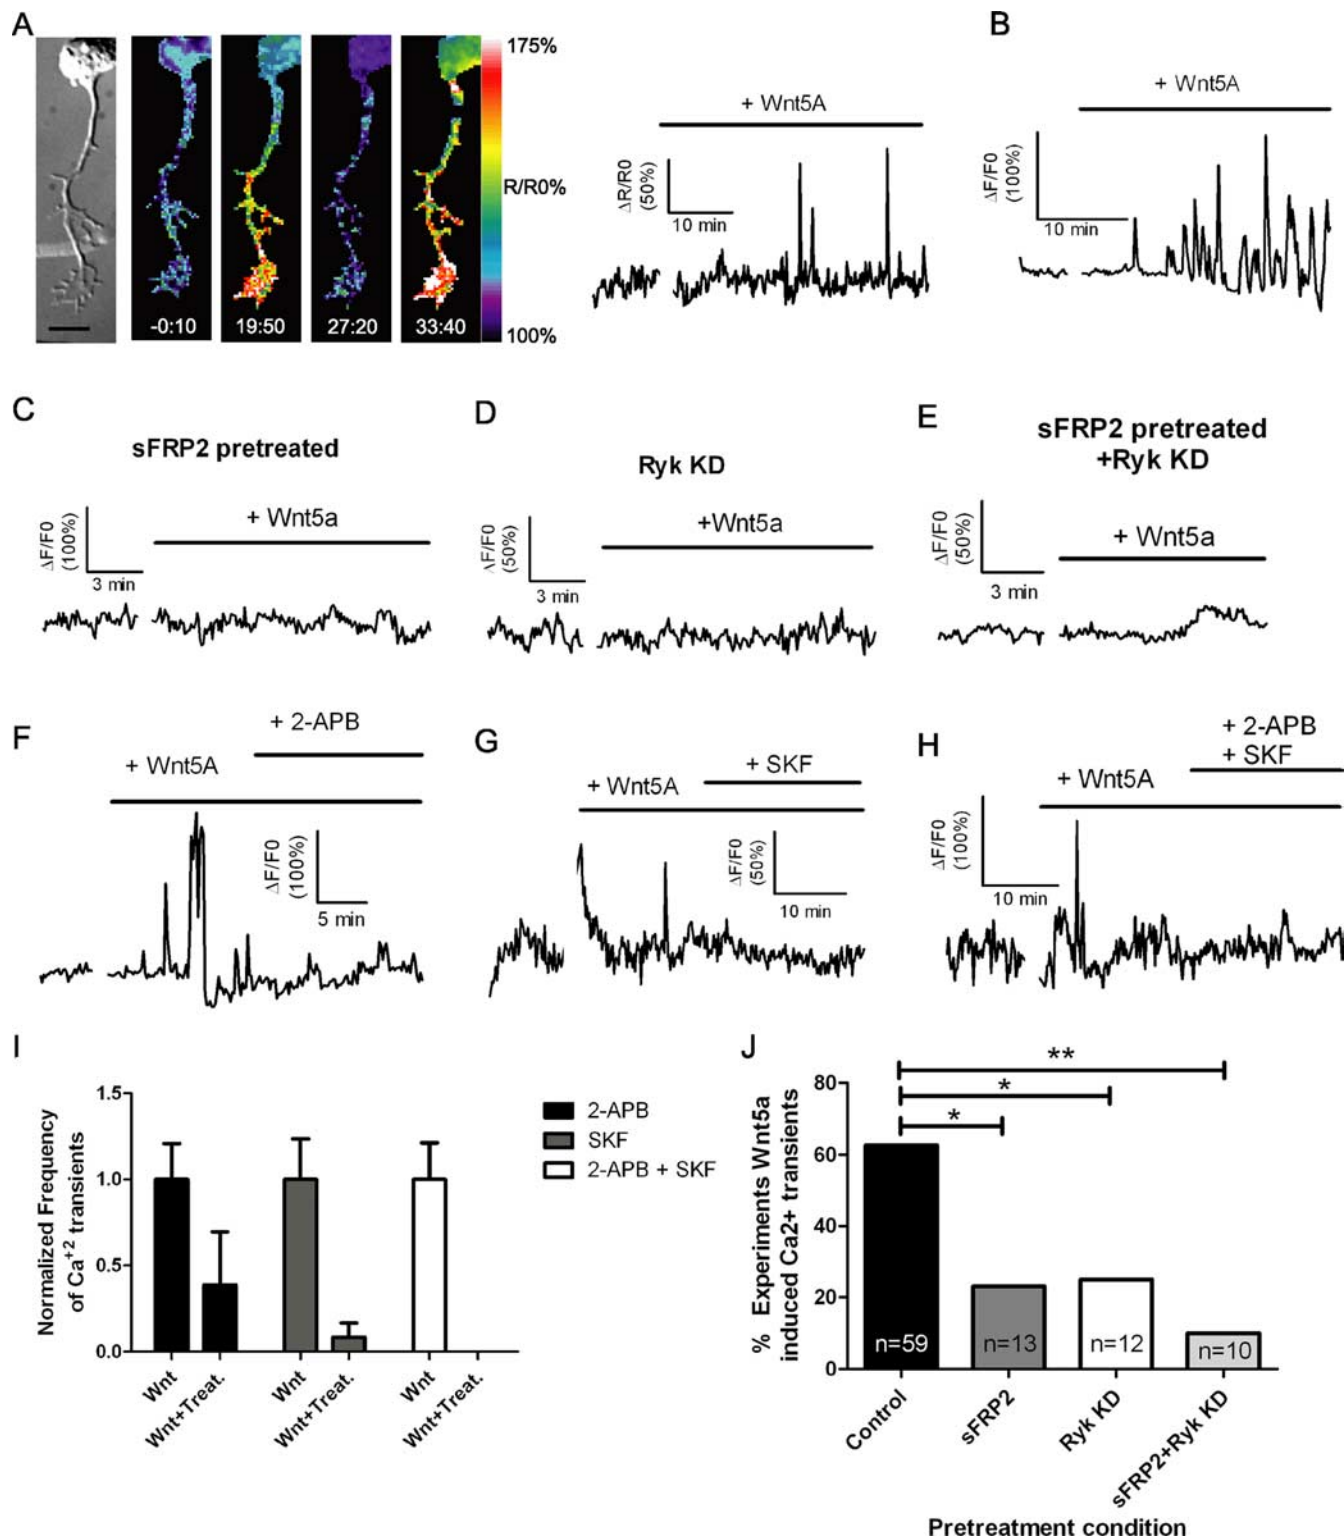 A
175%
R/R0%
100%
-0:10
19:50
27:20
33:40
+ Wnt5A
ΔR/R0
(50%)
10 min
B
+ Wnt5A
ΔF/F0
(100%)
10 min
C
sFRP2 pretreated
ΔF/F0
(100%)
3 min
+ Wnt5a
D
Ryk KD
ΔF/F0
(50%)
3 min
+Wnt5a
E
sFRP2 pretreated
+Ryk KD
ΔF/F0
(50%)
3 min
+ Wnt5a
F
+ 2-APB
+ Wnt5A
ΔF/F0
(100%)
5 min
G
+ SKF
+ Wnt5A
ΔF/F0
(50%)
10 min
H
+ 2-APB
+ SKF
+ Wnt5A
ΔF/F0
(100%)
10 min
I
Normalized Frequency
of Ca+2 transients
1.5
1.0
0.5
0.0
Wnt
Wnt+Treat.
Wnt
Wnt+Treat.
Wnt
Wnt+Treat.
2-APB
SKF
2-APB + SKF
J
% Experiments Wnt5a
induced Ca2+ transients
80
60
40
20
0
*
*
**
n=59
n=13
n=12
n=10
Control
sFRP2
Ryk KD
sFRP2+Ryk KD
Pretreatment condition